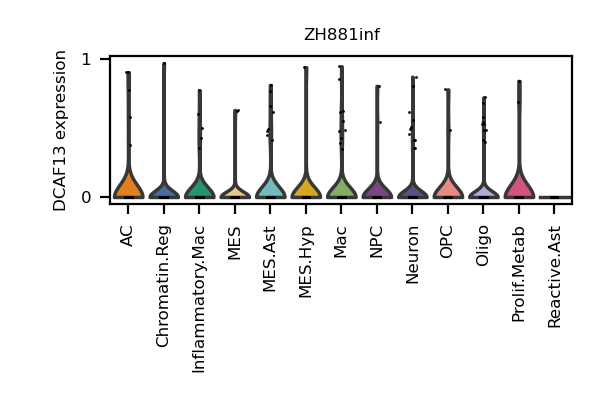 ZH881inf
DCAF13 expression
1
0
AC
Chromatin.Reg
Inflammatory.Mac
MES
MES.Ast
MES.Hyp
Mac
NPC
Neuron
OPC
Oligo
Prolif.Metab
Reactive.Ast